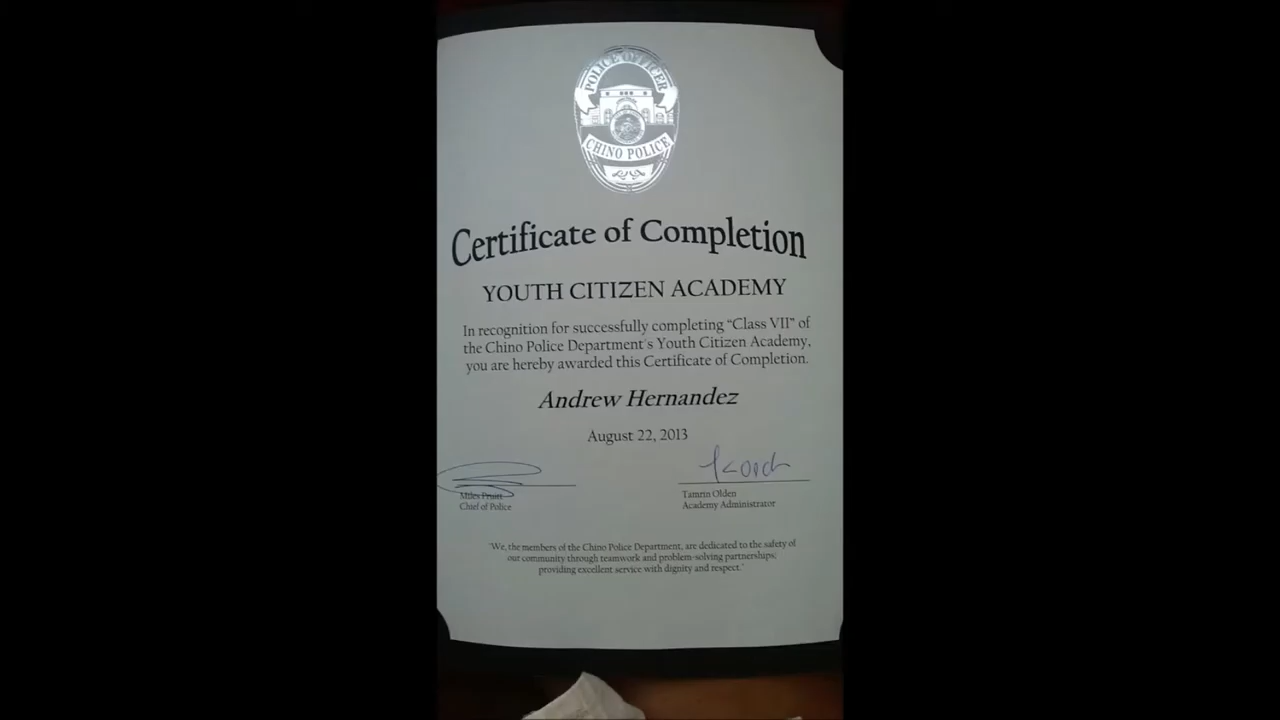 POLICE OFFICER
CHINO POLICE
Certificate of Completion
YOUTH CITIZEN ACADEMY
In recognition for successfully completing “Class VII” of
the Chino Police Department's Youth Citizen Academy,
you are hereby awarded this Certificate of Completion.
Andrew Hernandez
August 22, 2013
Miles Pruitt
Chief of Police
Tamrin Olden
Academy Administrator
"We, the members of the Chino Police Department, are dedicated to the safety of
our community through teamwork and problem-solving partnerships;
providing excellent service with dignity and respect."